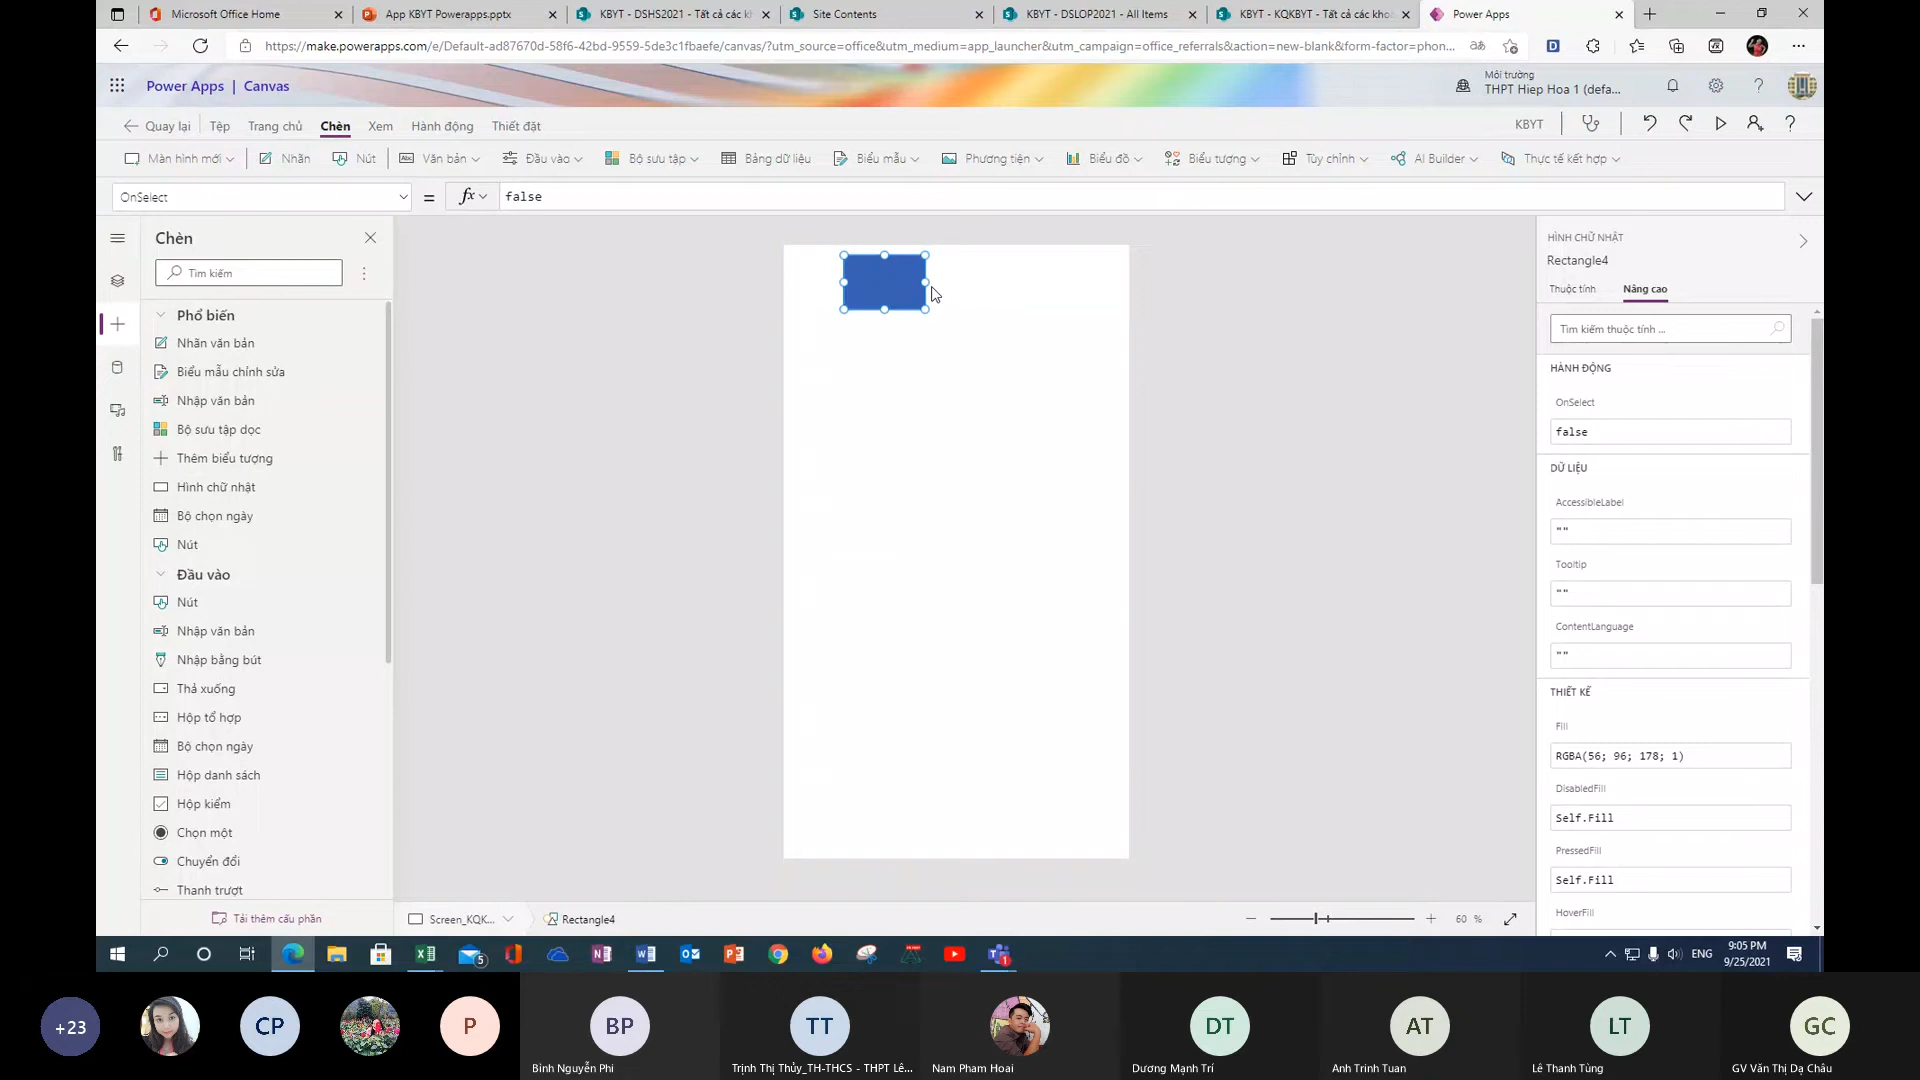 Microsoft Office Home
App KBYT Powerapps.pptx
KBYT - DSHS2021 - Tất cả các kh
Site Contents
KBYT - DSLOP2021 - All Items
KBYT - KQKBYT - Tất cả các kho
Power Apps
https://make.powerapps.com/e/Default-ad87670d-58f6-42bd-9559-5de3c1fbaefe/canvas/?utm_source=office&utm_medium=app_launcher&utm_campaign=office_referrals&action=new-blank&form-factor=phon...
Power Apps | Canvas
Môi trường
THPT Hiep Hoa 1 (defa...
Quay lại Tệp Trang chủ Chèn Xem Hành động Thiết đặt
KBYT
Màn hình mới Nhãn Nút Văn bản Đầu vào Bộ sưu tập Bảng dữ liệu Biểu mẫu Phương tiện Biểu đồ Biểu tượng Tùy chỉnh AI Builder Thực tế kết hợp
OnSelect = fx false
Chèn
Tìm kiếm
Phổ biến
Nhãn văn bản
Biểu mẫu chỉnh sửa
Nhập văn bản
Bộ sưu tập dọc
Thêm biểu tượng
Hình chữ nhật
Bộ chọn ngày
Nút
Đầu vào
Nút
Nhập văn bản
Nhập bằng bút
Thả xuống
Hộp tổ hợp
Bộ chọn ngày
Hộp danh sách
Hộp kiểm
Chọn một
Chuyển đổi
Thanh trượt
Tải thêm cấu phần
HÌNH CHỮ NHẬT
Rectangle4
Thuộc tính Nâng cao
Tìm kiếm thuộc tính ...
HÀNH ĐỘNG
OnSelect
false
DỮ LIỆU
AccessibleLabel
""
Tooltip
""
ContentLanguage
""
THIẾT KẾ
Fill
RGBA(56; 96; 178; 1)
DisabledFill
Self.Fill
PressedFill
Self.Fill
HoverFill
Screen_KQK... Rectangle4
60 %
5
1
ENG
9:05 PM
9/25/2021
+23
CP
P
BP
Bình Nguyễn Phi
TT
Trịnh Thị Thủy_TH-THCS - THPT Lê...
Nam Pham Hoai
DT
Dương Mạnh Trí
AT
Anh Trinh Tuan
LT
Lê Thanh Tùng
GC
GV Văn Thị Dạ Châu